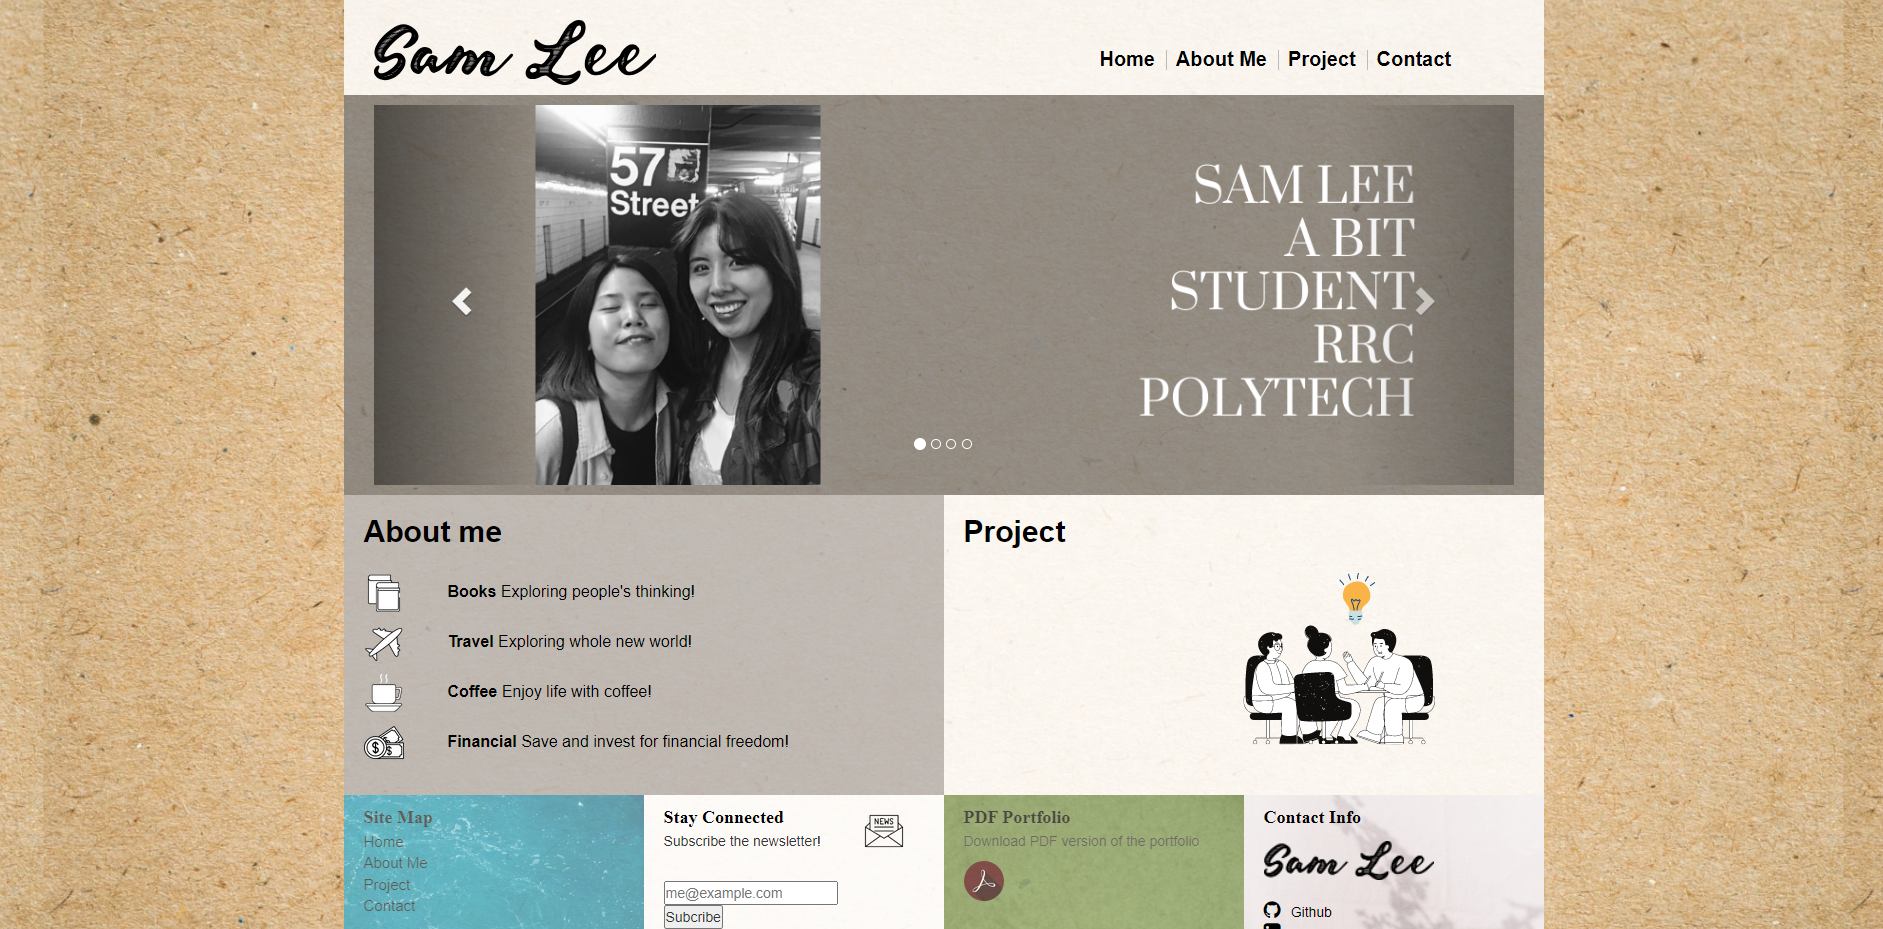 Sam Lee
Home
About Me
Project
Contact
57
Street
SAM LEE
A BIT
STUDENT
RRC
POLYTECH
About me
Books Exploring people's thinking!
Travel Exploring whole new world!
Coffee Enjoy life with coffee!
Financial Save and invest for financial freedom!
Project
Site Map
Home
About Me
Project
Contact
Stay Connected
Subscribe the newsletter!
NEWS
me@example.com
Subcribe
PDF Portfolio
Download PDF version of the portfolio
Contact Info
Sam Lee
Github